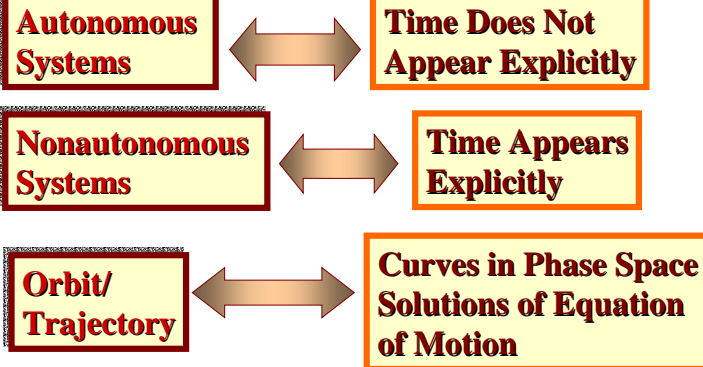 Autonomous
Systems
Time Does Not
Appear Explicitly
Nonautonomous
Systems
Time Appears
Explicitly
Orbit/
Trajectory
Curves in Phase Space
Solutions of Equation
of Motion